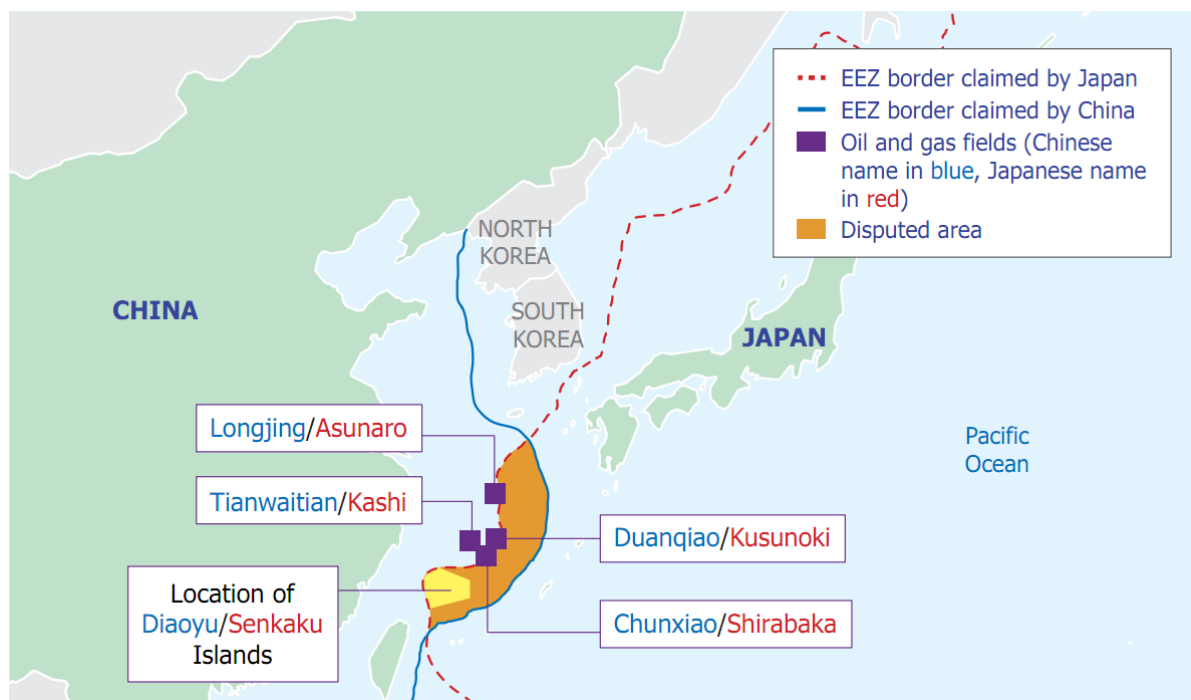 EEZ border claimed by Japan
EEZ border claimed by China
Oil and gas fields (Chinese
name in blue, Japanese name
in red)
Disputed area
NORTH
KOREA
CHINA
SOUTH
KOREA
JAPAN
Longjing/Asunaro
Pacific
Ocean
Tianwaitian/Kashi
Duanqiao/Kusunoki
Location of
Diaoyu/Senkaku
Islands
Chunxiao/Shirabaka